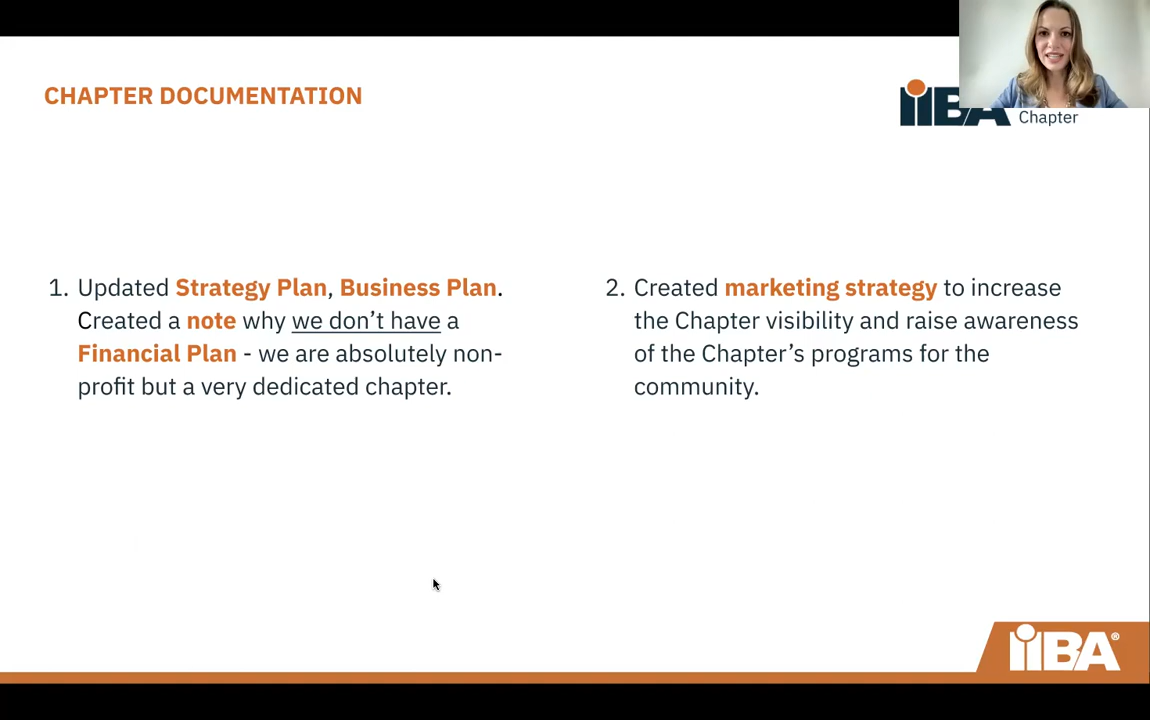 CHAPTER DOCUMENTATION
IIBA
Chapter
1. Updated Strategy Plan, Business Plan.
Created a note why we don’t have a
Financial Plan - we are absolutely non-
profit but a very dedicated chapter.
2. Created marketing strategy to increase
the Chapter visibility and raise awareness
of the Chapter’s programs for the
community.
IIBA®